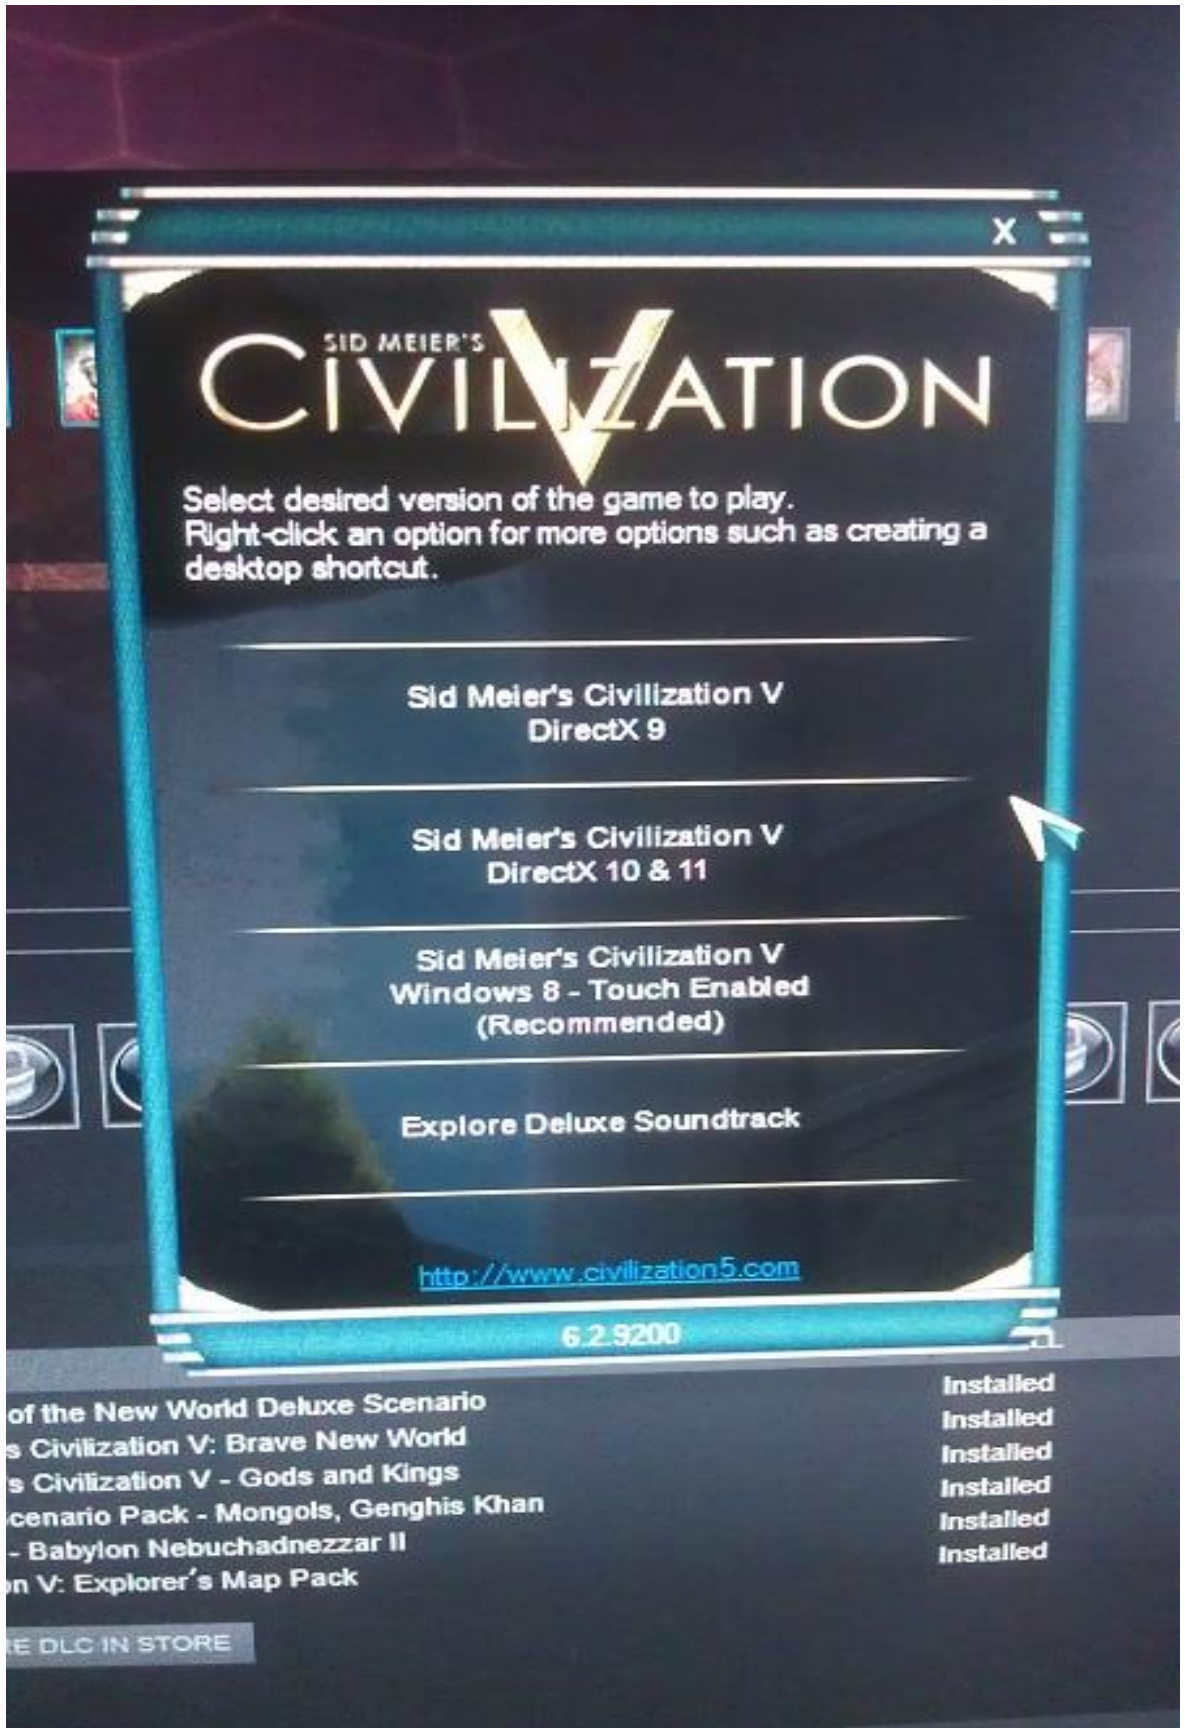 X
SID MEIER'S
CIVILIZATION
V
Select desired version of the game to play.
Right-click an option for more options such as creating a
desktop shortcut.
Sid Meier's Civilization V
DirectX 9
Sid Meier's Civilization V
DirectX 10 & 11
Sid Meier's Civilization V
Windows 8 - Touch Enabled
(Recommended)
Explore Deluxe Soundtrack
http://www.civilization5.com
6.2.9200
of the New World Deluxe Scenario Installed
s Civilization V: Brave New World Installed
's Civilization V - Gods and Kings Installed
cenario Pack - Mongols, Genghis Khan Installed
- Babylon Nebuchadnezzar II Installed
on V: Explorer's Map Pack Installed
RE DLC IN STORE